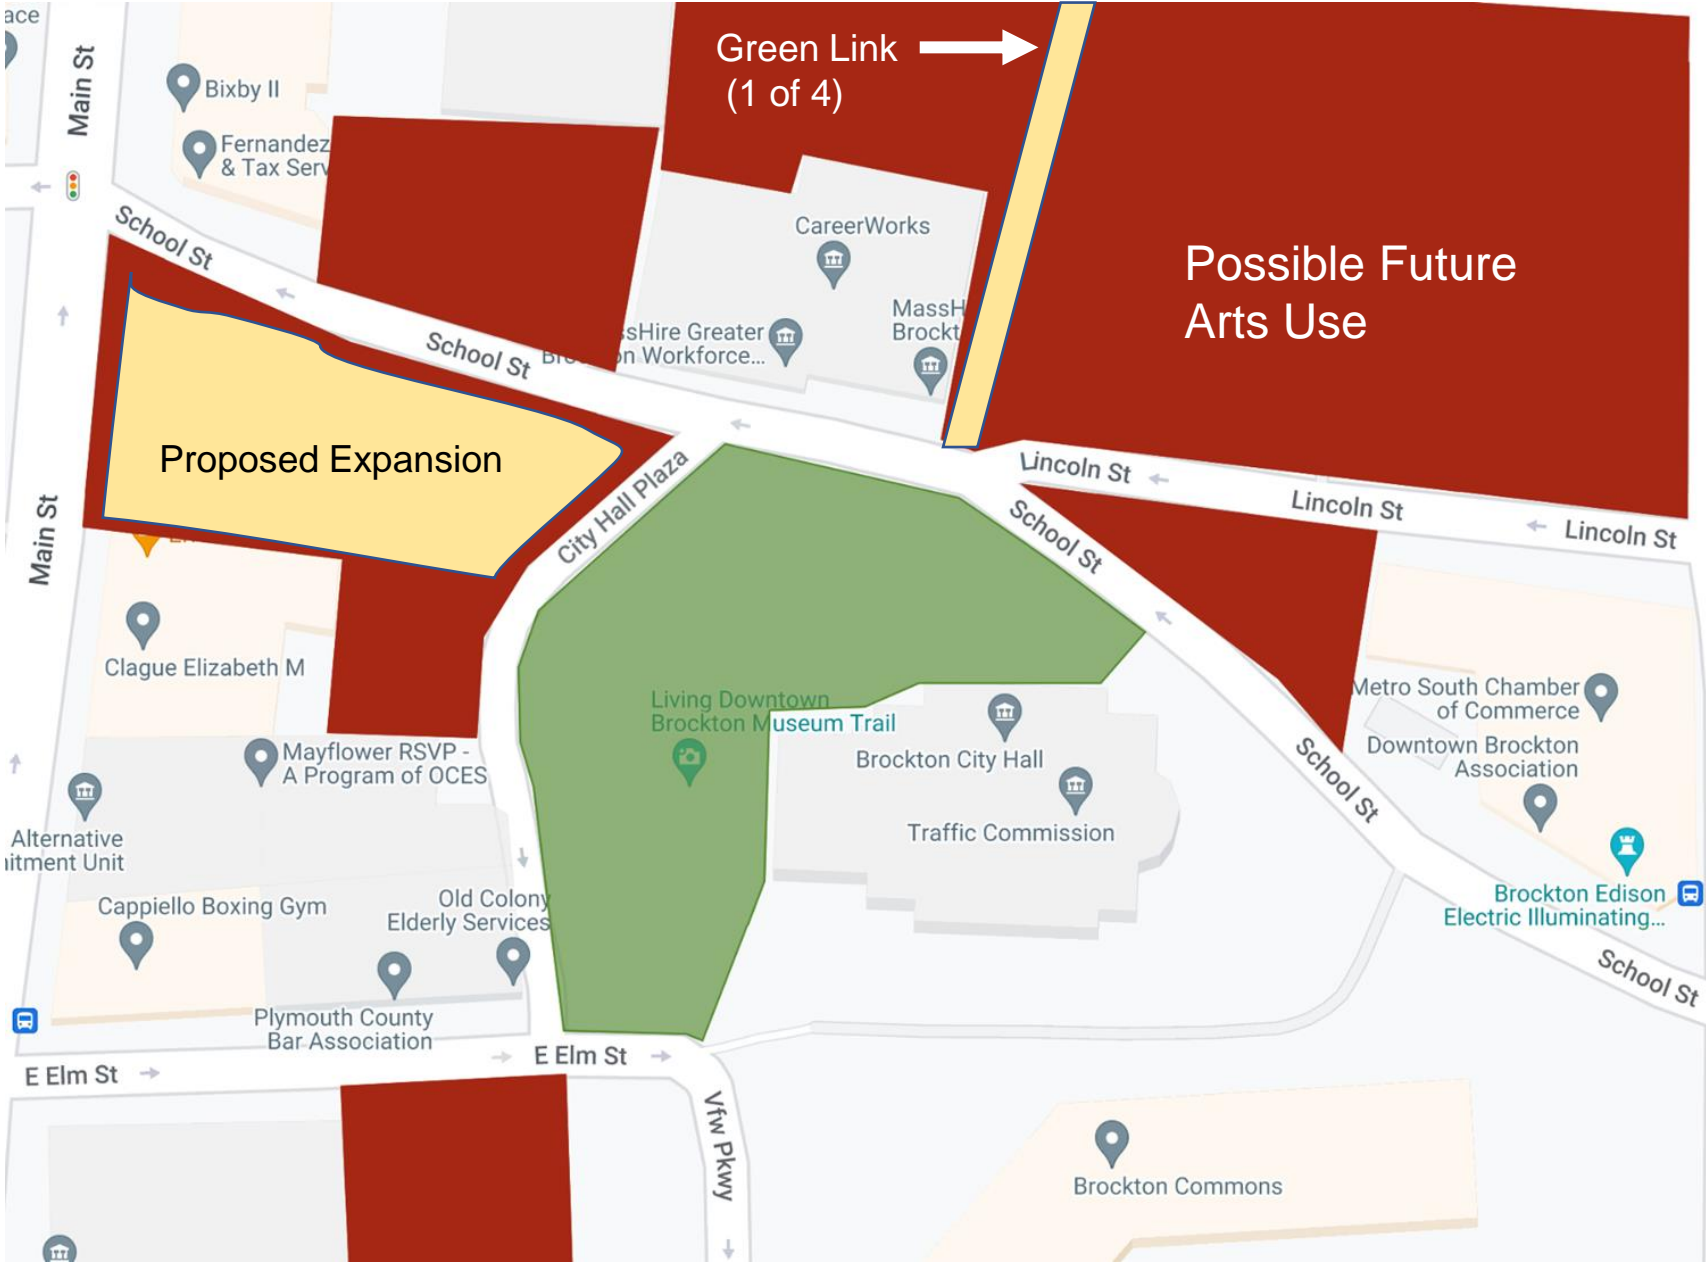 ace
Main St
Bixby II
Fernandez
& Tax Serv
Green Link
(1 of 4)
School St
CareerWorks
Possible Future
Arts Use
MassH
Brockt
ssHire Greater
n Workforce...
School St
Proposed Expansion
City Hall Plaza
Lincoln St
Lincoln St
Lincoln St
School St
Main St
Clague Elizabeth M
Living Downtown
Brockton Museum Trail
Brockton City Hall
Metro South Chamber
of Commerce
Downtown Brockton
Association
Mayflower RSVP -
A Program of OCES
School St
Traffic Commission
Alternative
itment Unit
Cappiello Boxing Gym
Old Colony
Elderly Services
Brockton Edison
Electric Illuminating...
School St
Plymouth County
Bar Association
E Elm St
E Elm St
Vfw Pkwy
Brockton Commons